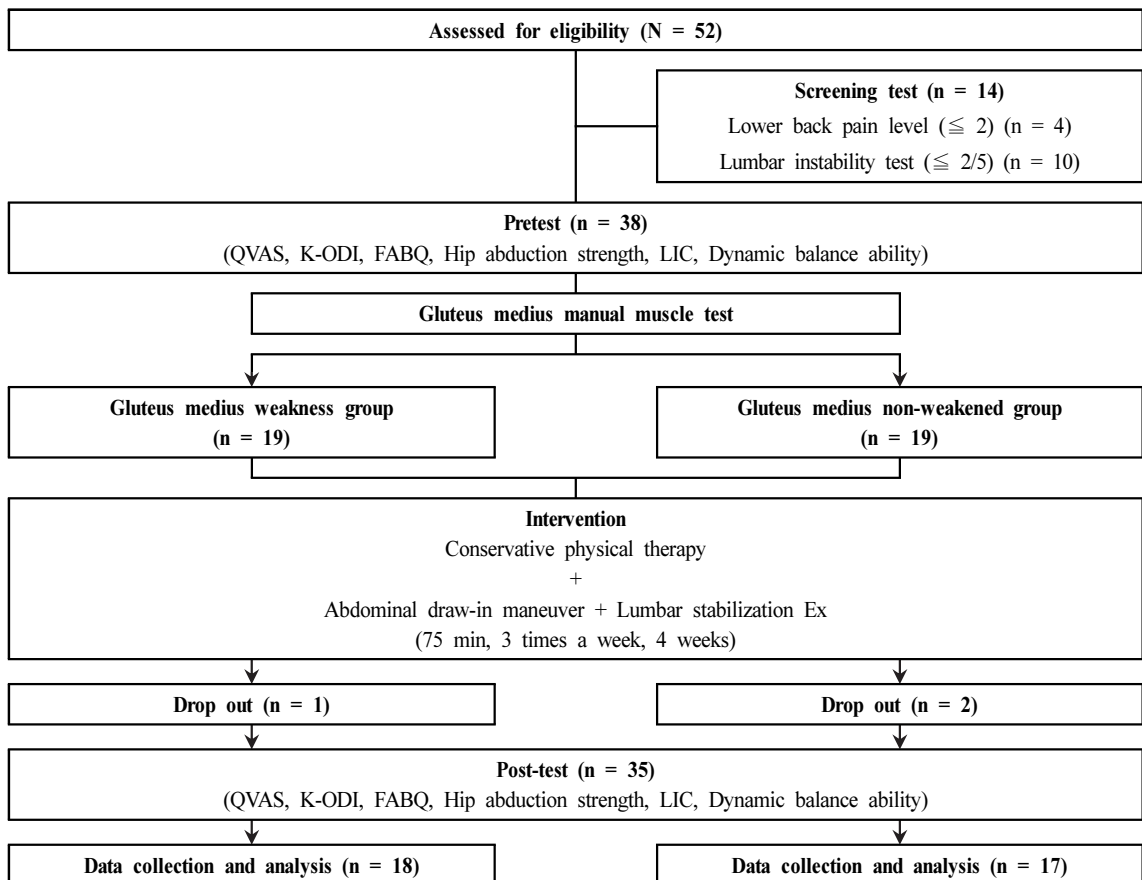 Assessed for eligibility (N = 52)
Screening test (n = 14)
Lower back pain level (≦ 2) (n = 4)
Lumbar instability test (≦ 2/5) (n = 10)
Pretest (n = 38)
(QVAS, K-ODI, FABQ, Hip abduction strength, LIC, Dynamic balance ability)
Gluteus medius manual muscle test
Gluteus medius weakness group
(n = 19)
Gluteus medius non-weakened group
(n = 19)
Intervention
Conservative physical therapy
+
Abdominal draw-in maneuver + Lumbar stabilization Ex
(75 min, 3 times a week, 4 weeks)
Drop out (n = 1)
Drop out (n = 2)
Post-test (n = 35)
(QVAS, K-ODI, FABQ, Hip abduction strength, LIC, Dynamic balance ability)
Data collection and analysis (n = 18)
Data collection and analysis (n = 17)